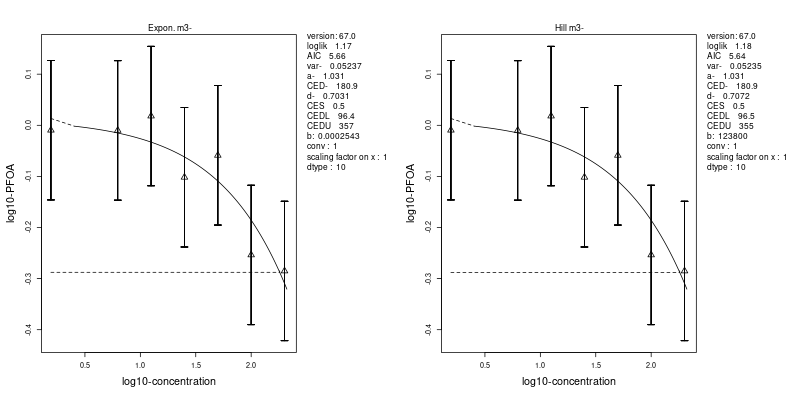 Expon. m3-
version: 67.0
loglik 1.17
AIC 5.66
var- 0.05237
a- 1.031
CED- 180.9
d- 0.7031
CES 0.5
CEDL 96.4
CEDU 357
b: 0.0002543
conv : 1
scaling factor on x : 1
dtype : 10
log10-PFOA
0.1
0.0
-0.1
-0.2
-0.3
-0.4
0.5 1.0 1.5 2.0
log10-concentration
Hill m3-
version: 67.0
loglik 1.18
AIC 5.64
var- 0.05235
a- 1.031
CED- 180.9
d- 0.7072
CES 0.5
CEDL 96.5
CEDU 355
b: 123800
conv : 1
scaling factor on x : 1
dtype : 10
log10-PFOA
0.1
0.0
-0.1
-0.2
-0.3
-0.4
0.5 1.0 1.5 2.0
log10-concentration